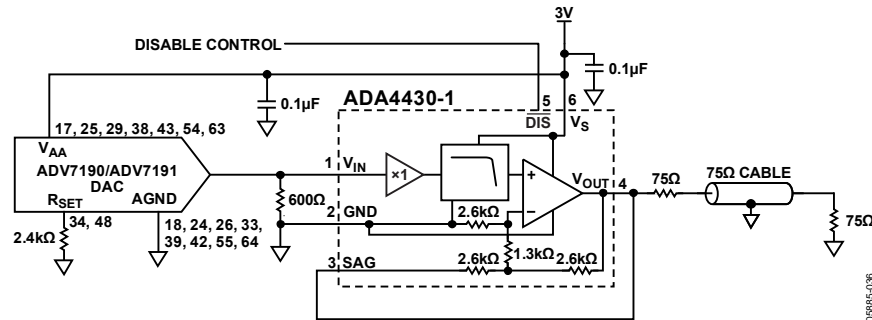 3V
DISABLE CONTROL
0.1µF
0.1µF
ADA4430-1
5
6
DIS
VS
17, 25, 29, 38, 43, 54, 63
VAA
ADV7190/ADV7191
DAC
RSET
AGND
34, 48
2.4kΩ
18, 24, 26, 33,
39, 42, 55, 64
1
VIN
×1
600Ω
2
GND
2.6kΩ
+
–
VOUT
4
75Ω
75Ω CABLE
75Ω
1.3kΩ
3
SAG
2.6kΩ
2.6kΩ
05885-036